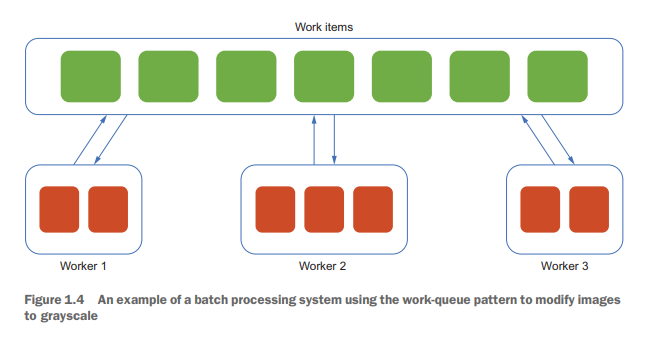 Work items
Worker 1
Worker 2
Worker 3
Figure 1.4 An example of a batch processing system using the work-queue pattern to modify images
to grayscale